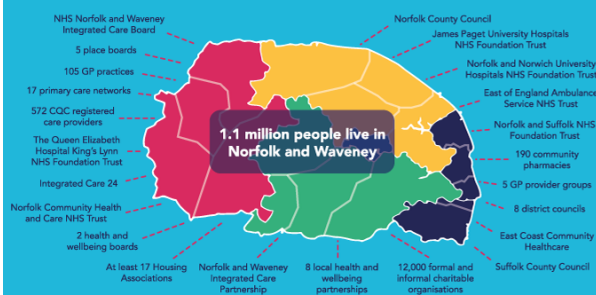 NHS Norfolk and Waveney
Integrated Care Board
5 place boards
105 GP practices
17 primary care networks
572 CQC registered
care providers
The Queen Elizabeth
Hospital King's Lynn
NHS Foundation Trust
Integrated Care 24
Norfolk Community Health
and Care NHS Trust
2 health and
wellbeing boards
At least 17 Housing
Associations
Norfolk and Waveney
Integrated Care
Partnership
8 local health and
wellbeing
partnerships
12,000 formal and
informal charitable
organisations
1.1 million people live in
Norfolk and Waveney
Norfolk County Council
James Paget University Hospitals
NHS Foundation Trust
Norfolk and Norwich University
Hospitals NHS Foundation Trust
East of England Ambulance
Service NHS Trust
Norfolk and Suffolk NHS
Foundation Trust
190 community
pharmacies
5 GP provider groups
8 district councils
East Coast Community
Healthcare
Suffolk County Council